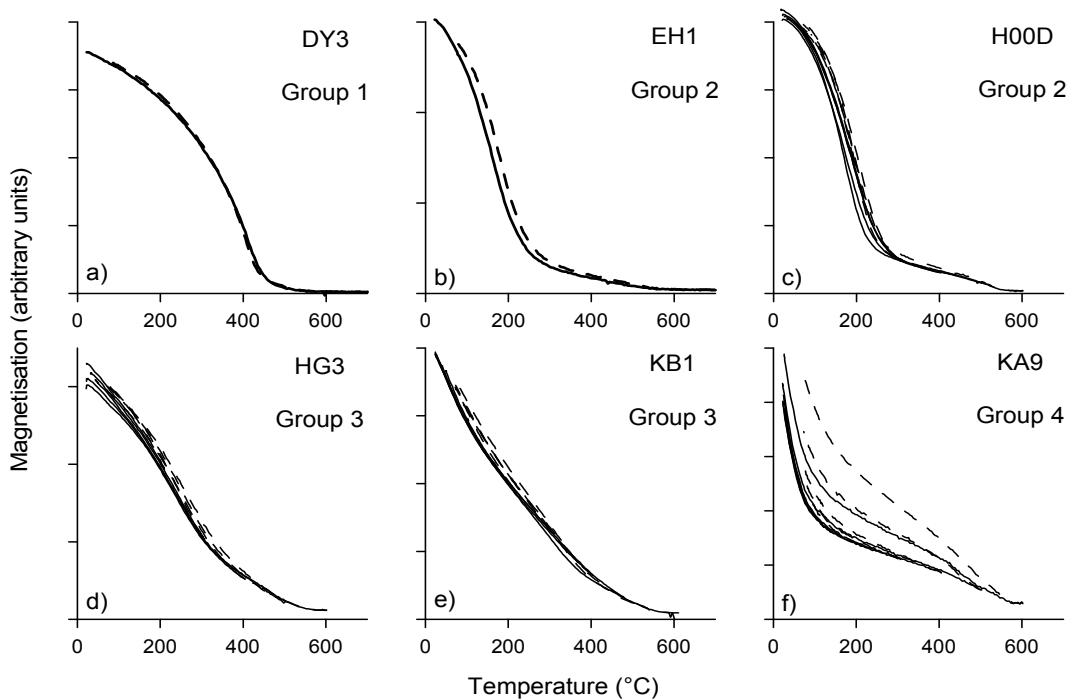 DY3
Group 1
a)
0 200 400 600
EH1
Group 2
b)
0 200 400 600
H00D
Group 2
c)
0 200 400 600
Magnetisation (arbitrary units)
HG3
Group 3
d)
0 200 400 600
KB1
Group 3
e)
0 200 400 600
KA9
Group 4
f)
0 200 400 600
Temperature (°C)